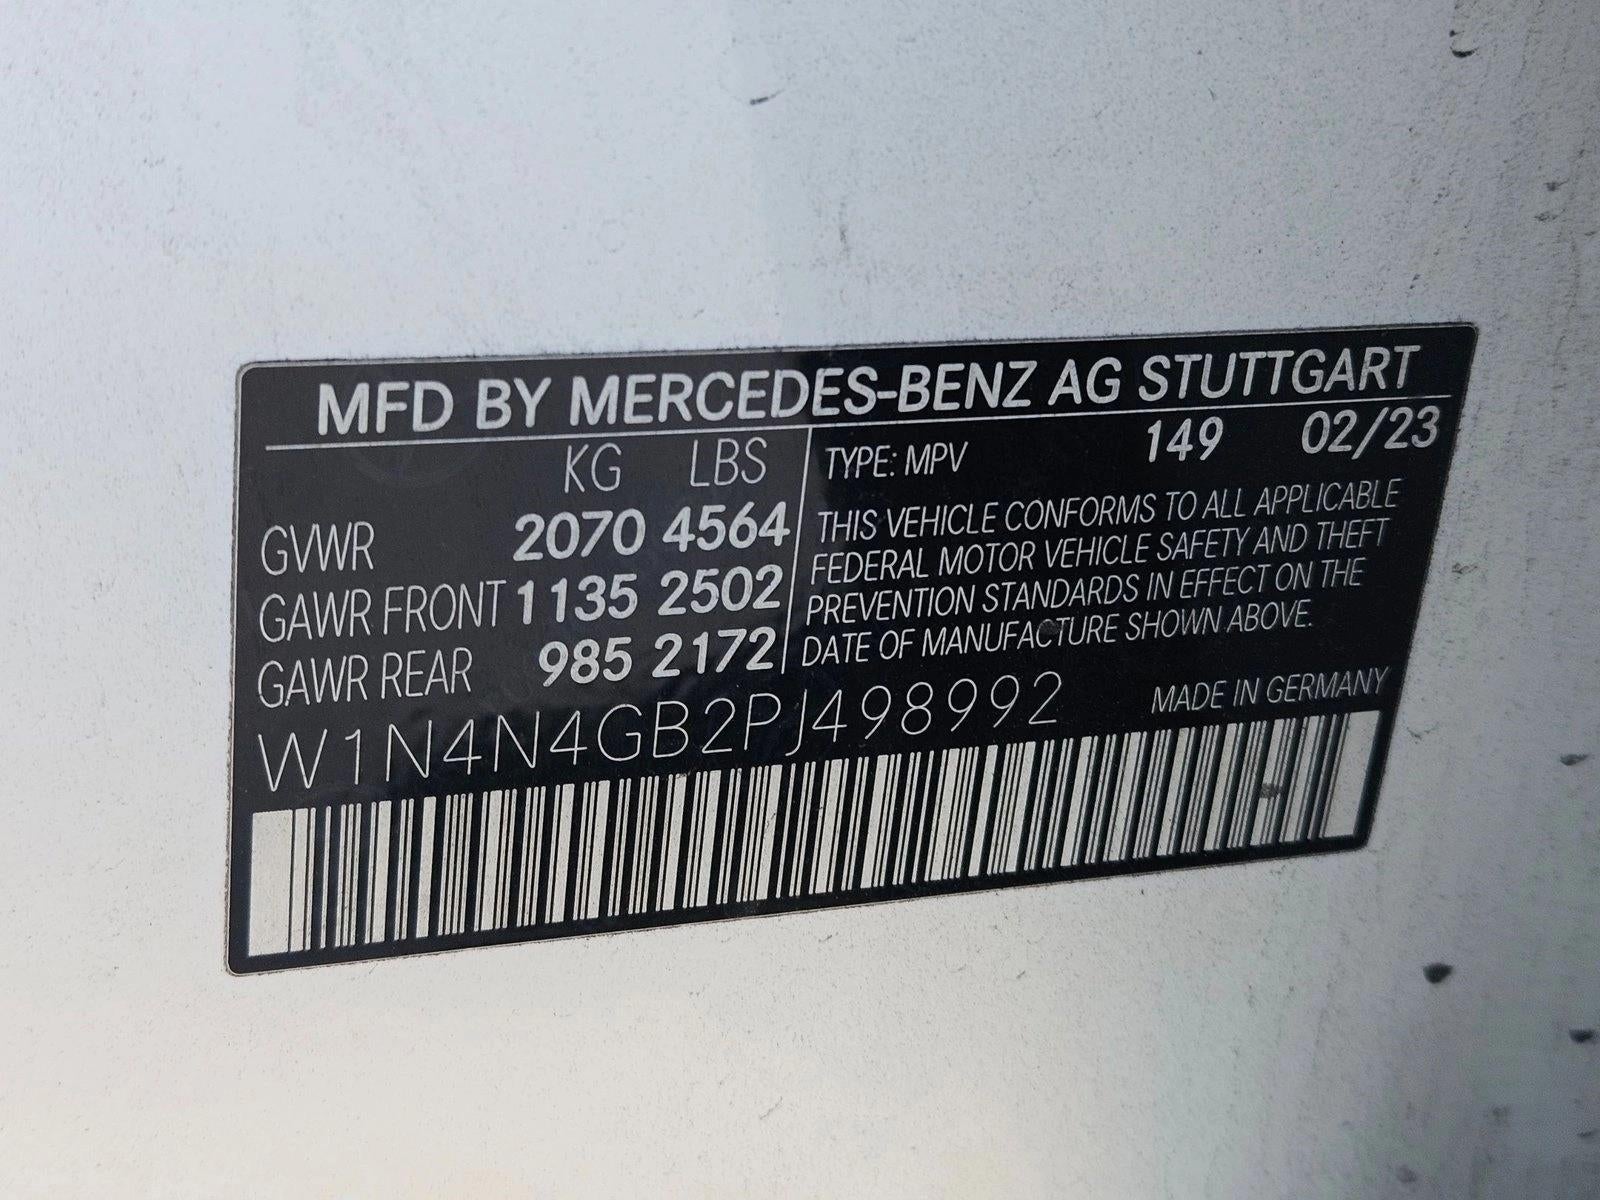 MFD BY MERCEDES-BENZ AG STUTTGART
KG LBS
GVWR 2070 4564
GAWR FRONT 1135 2502
GAWR REAR 985 2172
TYPE: MPV 149 02/23
THIS VEHICLE CONFORMS TO ALL APPLICABLE
FEDERAL MOTOR VEHICLE SAFETY AND THEFT
PREVENTION STANDARDS IN EFFECT ON THE
DATE OF MANUFACTURE SHOWN ABOVE.
W1N4N4GB2PJ498992
MADE IN GERMANY